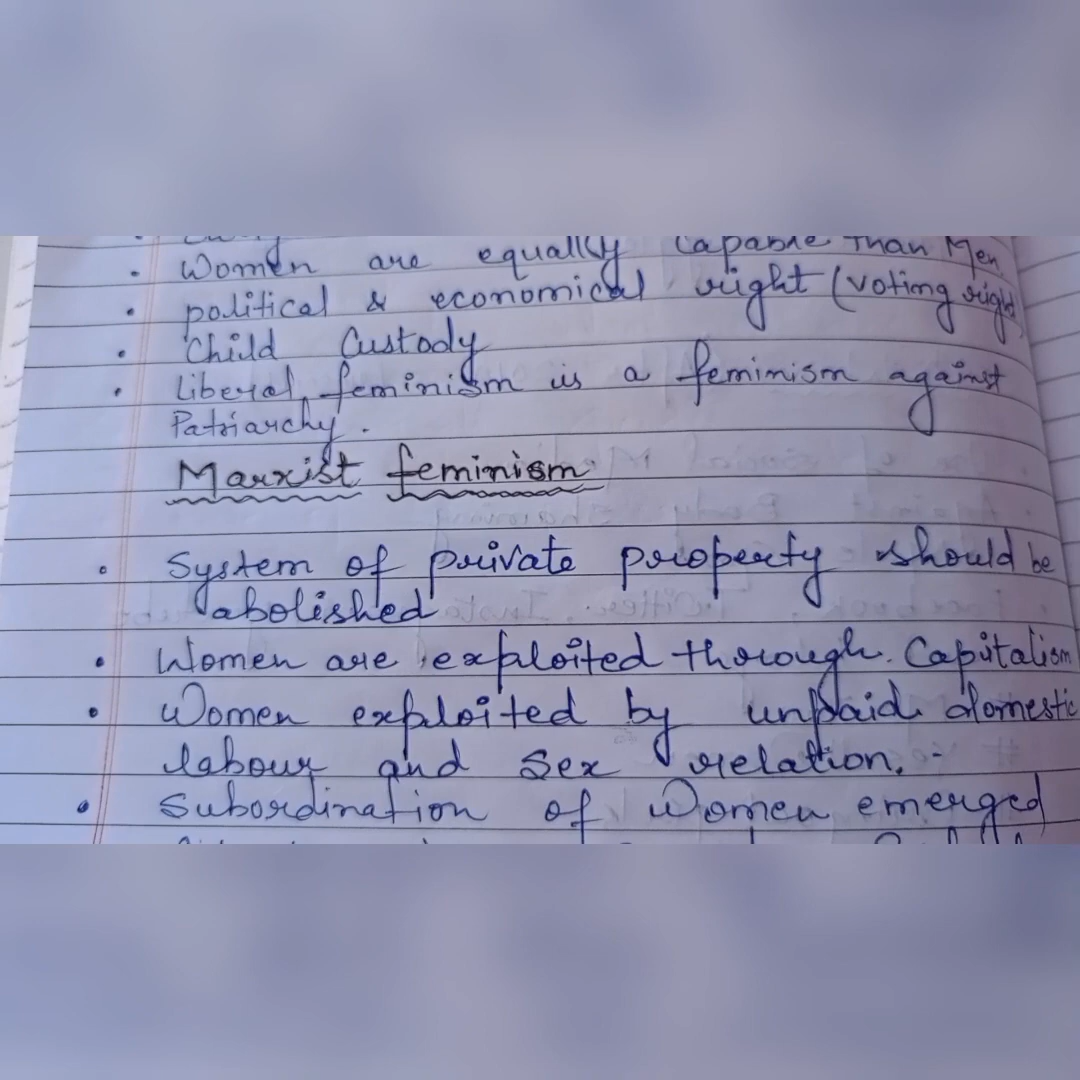 • Women are equally capable than Men
• political & economical right (voting right
• Child Custody
• Liberal feminism is a feminism against
Patriarchy.
Marxist feminism
• System of private property should be
abolished
• Women are exploited through. Capitalism
• Women exploited by unpaid domestic
labour and sex relation. -
• Subordination of Women emerged